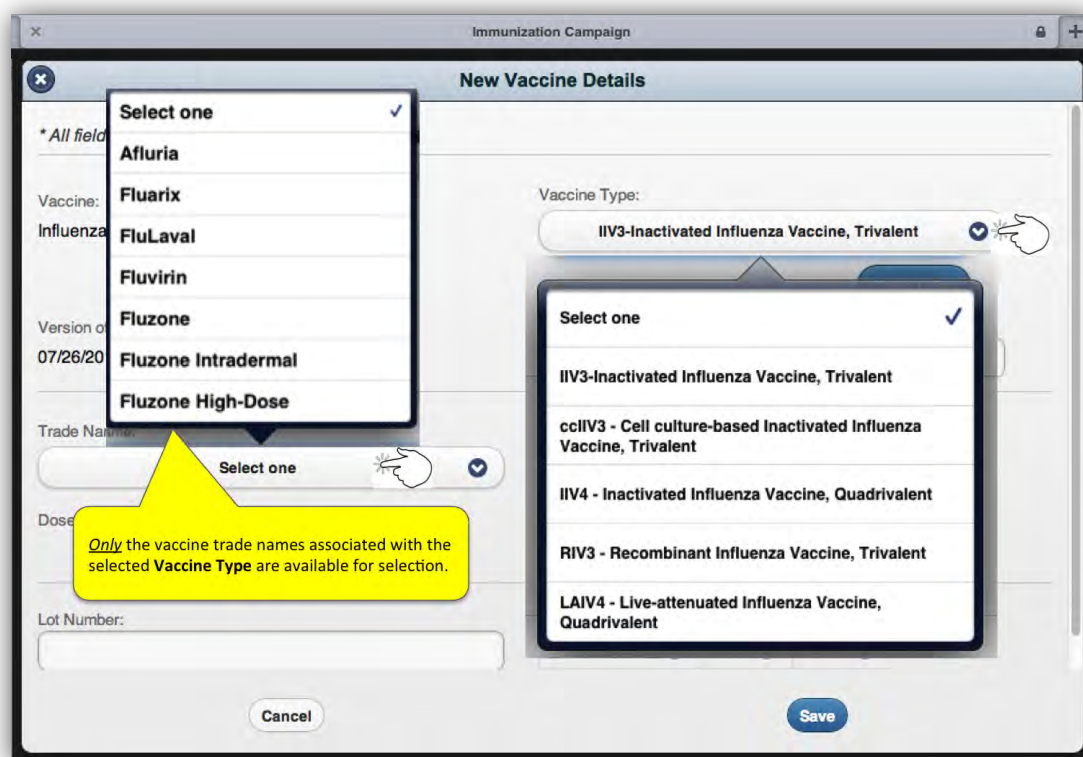 Immunization Campaign
New Vaccine Details
* All field
Vaccine:
Influenza
Version of
07/26/20
Select one
Afluria
Fluarix
FluLaval
Fluvirin
Fluzone
Fluzone Intradermal
Fluzone High-Dose
Trade Name:
Select one
Dose
Only the vaccine trade names associated with the
selected Vaccine Type are available for selection.
Lot Number:
Vaccine Type:
IIV3-Inactivated Influenza Vaccine, Trivalent
Select one
IIV3-Inactivated Influenza Vaccine, Trivalent
ccIIV3 - Cell culture-based Inactivated Influenza
Vaccine, Trivalent
IIV4 - Inactivated Influenza Vaccine, Quadrivalent
RIV3 - Recombinant Influenza Vaccine, Trivalent
LAIV4 - Live-attenuated Influenza Vaccine,
Quadrivalent
Cancel
Save